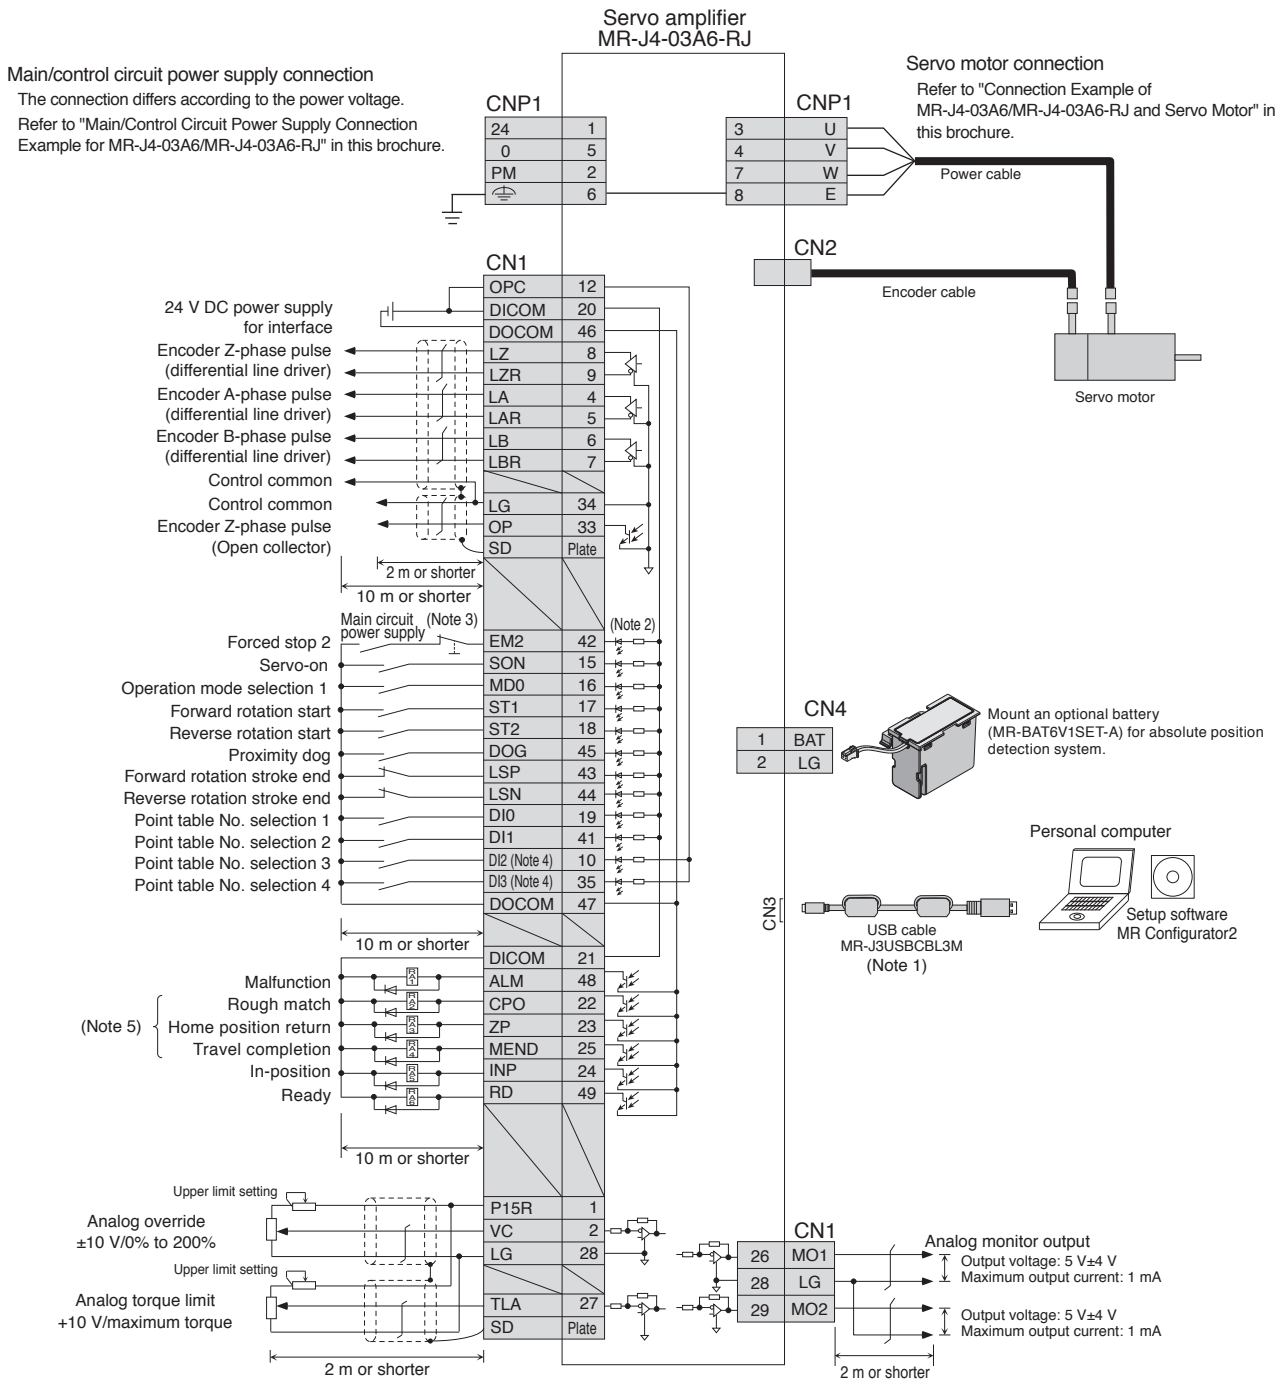 Servo amplifier
MR-J4-03A6-RJ
Main/control circuit power supply connection
The connection differs according to the power voltage.
Refer to "Main/Control Circuit Power Supply Connection
Example for MR-J4-03A6/MR-J4-03A6-RJ" in this brochure.
Servo motor connection
Refer to "Connection Example of
MR-J4-03A6/MR-J4-03A6-RJ and Servo Motor" in
this brochure.
CNP1
24 1
0 5
PM 2
6
CNP1
3 U
4 V
7 W
8 E
Power cable
CN2
Encoder cable
Servo motor
CN1
24 V DC power supply
for interface
OPC 12
DICOM 20
DOCOM 46
Encoder Z-phase pulse
(differential line driver)
LZ 8
LZR 9
Encoder A-phase pulse
(differential line driver)
LA 4
LAR 5
Encoder B-phase pulse
(differential line driver)
LB 6
LBR 7
Control common
Control common LG 34
Encoder Z-phase pulse
(Open collector)
OP 33
SD Plate
2 m or shorter
10 m or shorter
Main circuit
power supply
(Note 3)
(Note 2)
Forced stop 2 EM2 42
Servo-on SON 15
Operation mode selection 1 MD0 16
Forward rotation start ST1 17
Reverse rotation start ST2 18
Proximity dog DOG 45
Forward rotation stroke end LSP 43
Reverse rotation stroke end LSN 44
Point table No. selection 1 DI0 19
Point table No. selection 2 DI1 41
Point table No. selection 3 DI2 (Note 4) 10
Point table No. selection 4 DI3 (Note 4) 35
DOCOM 47
10 m or shorter
DICOM 21
Malfunction RA1 ALM 48
(Note 5)
Rough match RA2 CPO 22
Home position return RA3 ZP 23
Travel completion RA4 MEND 25
In-position RA5 INP 24
Ready RA6 RD 49
10 m or shorter
Upper limit setting
P15R 1
Analog override
±10 V/0% to 200%
VC 2
LG 28
Upper limit setting
Analog torque limit
+10 V/maximum torque
TLA 27
SD Plate
2 m or shorter
CN4
1 BAT
2 LG
Mount an optional battery
(MR-BAT6V1SET-A) for absolute position
detection system.
Personal computer
CN3
USB cable
MR-J3USBCBL3M
(Note 1)
Setup software
MR Configurator2
CN1
26 MO1
28 LG
29 MO2
Analog monitor output
Output voltage: 5 V±4 V
Maximum output current: 1 mA
Output voltage: 5 V±4 V
Maximum output current: 1 mA
2 m or shorter